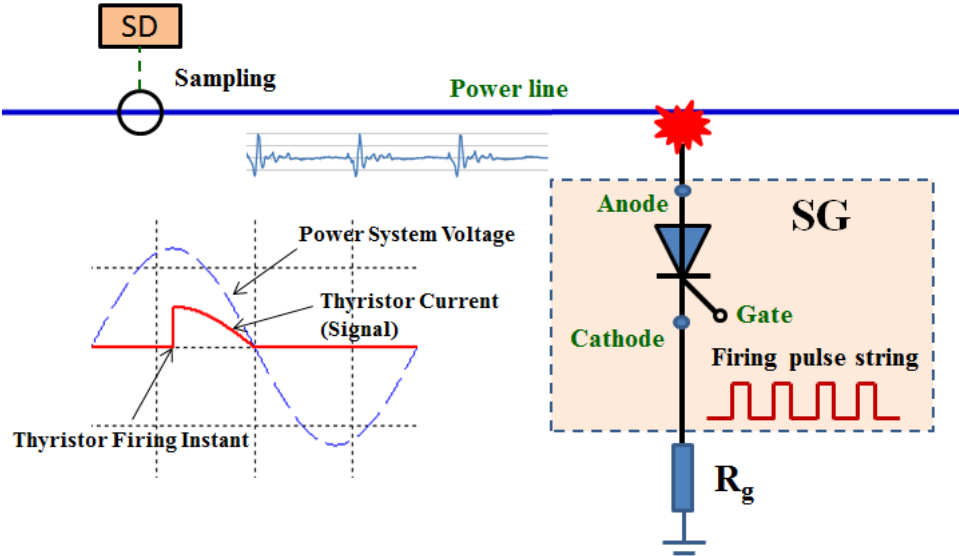 SD
Sampling
Power line
Anode
SG
Power System Voltage
Thyristor Current
(Signal)
Gate
Cathode
Firing pulse string
Thyristor Firing Instant
Rg